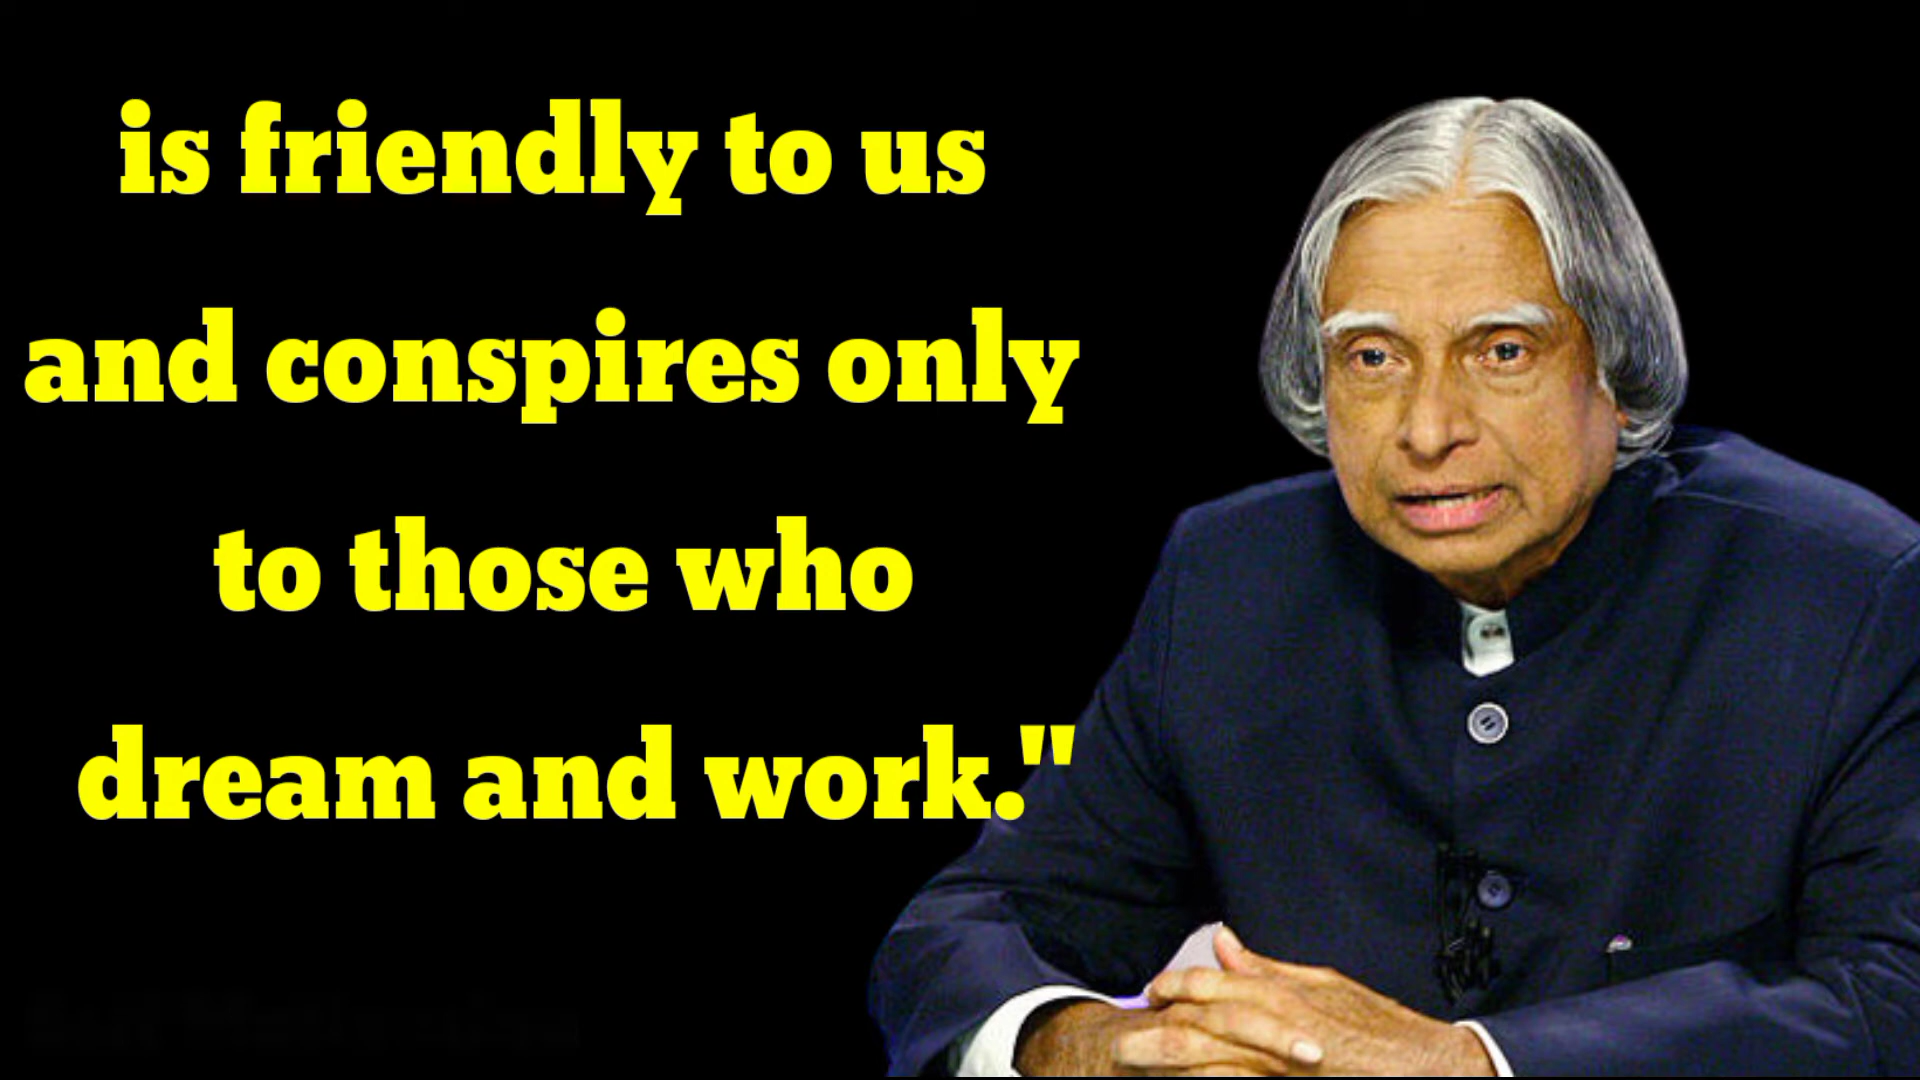 is friendly to us
and conspires only
to those who
dream and work."